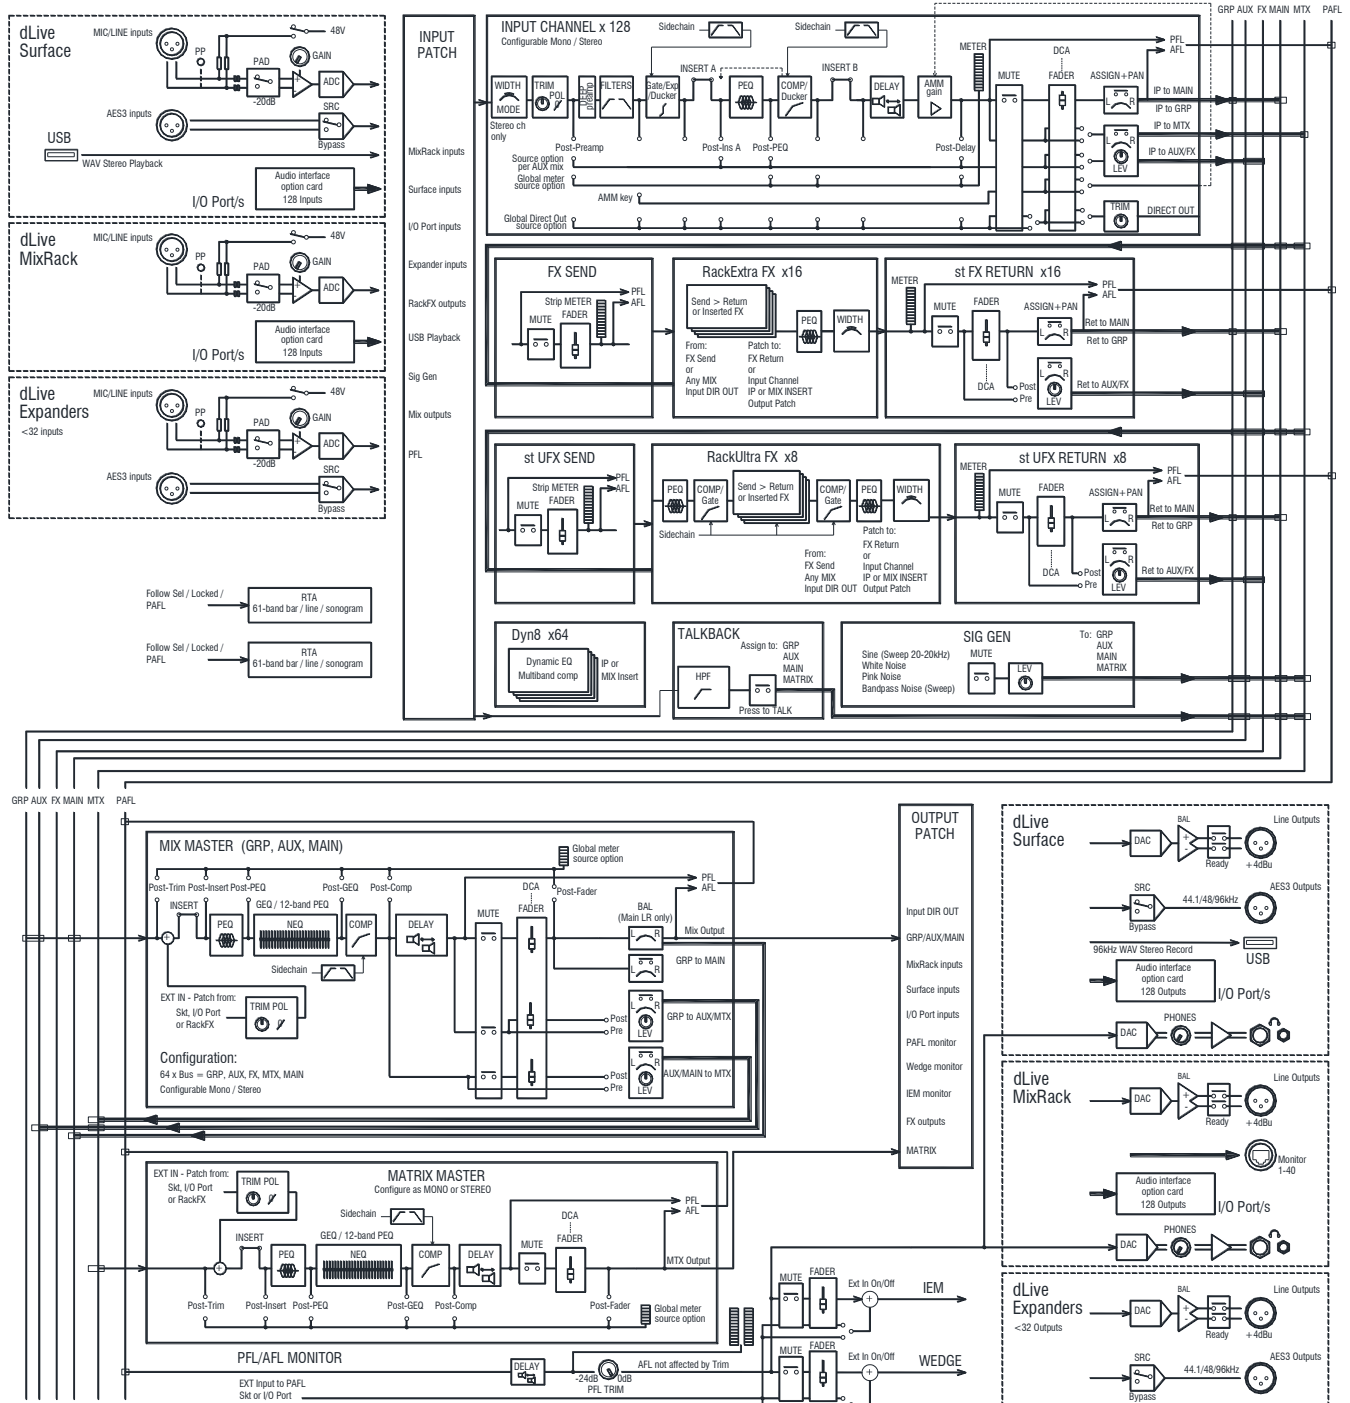 dLive
Surface
MIC/LINE inputs
PP
PAD
-20dB
48V
GAIN
ADC
AES3 inputs
SRC
Bypass
USB
WAV Stereo Playback
Audio interface
option card
128 Inputs
I/O Port/s
dLive
MixRack
MIC/LINE inputs
PP
PAD
-20dB
48V
GAIN
ADC
Audio interface
option card
128 Inputs
I/O Port/s
dLive
Expanders
<32 inputs
MIC/LINE inputs
PP
PAD
-20dB
48V
GAIN
ADC
AES3 inputs
SRC
Bypass
Follow Sel / Locked /
PAFL
RTA
61-band bar / line / sonogram
Follow Sel / Locked /
PAFL
RTA
61-band bar / line / sonogram
INPUT
PATCH
MixRack inputs
Surface inputs
I/O Port inputs
Expander inputs
RackFX outputs
USB Playback
Sig Gen
Mix outputs
PFL
GRP AUX FX MAIN MTX PAFL
INPUT CHANNEL x 128
Configurable Mono / Stereo
Sidechain
Sidechain
WIDTH
MODE
Stereo ch
only
TRIM
POL
DEEP
preamp
FILTERS
Gate/Exp
/Ducker
INSERT A
PEQ
COMP/
Ducker
INSERT B
DELAY
AMM
gain
METER
MUTE
DCA
FADER
PFL
AFL
ASSIGN+PAN
L R
IP to MAIN
IP to GRP
IP to MTX
L R
LEV
IP to AUX/FX
TRIM
DIRECT OUT
Post-Preamp
Post-Ins A
Post-PEQ
Post-Delay
Source option
per AUX mix
Global meter
source option
AMM key
Global Direct Out
source option
FX SEND
PFL
AFL
Strip METER
FADER
MUTE
RackExtra FX x16
Send > Return
or Inserted FX
PEQ
WIDTH
From:
FX Send
or
Any MIX
Input DIR OUT
Patch to:
FX Return
or
Input Channel
IP or MIX INSERT
Output Patch
st FX RETURN x16
METER
MUTE
FADER
DCA
PFL
AFL
ASSIGN+PAN
L R
Ret to MAIN
Ret to GRP
Post
Pre
L R
LEV
Ret to AUX/FX
st UFX SEND
PFL
AFL
Strip METER
FADER
MUTE
RackUltra FX x8
PEQ
COMP/
Gate
Send > Return
or Inserted FX
COMP/
Gate
PEQ
WIDTH
Sidechain
From:
FX Send
Any MIX
Input DIR OUT
Patch to:
FX Return
or
Input Channel
IP or MIX INSERT
Output Patch
st UFX RETURN x8
METER
MUTE
FADER
DCA
PFL
AFL
ASSIGN+PAN
L R
Ret to MAIN
Ret to GRP
Post
Pre
L R
LEV
Ret to AUX/FX
Dyn8 x64
Dynamic EQ
Multiband comp
IP or
MIX Insert
TALKBACK
Assign to: GRP
AUX
MAIN
MATRIX
HPF
Press to TALK
SIG GEN
Sine (Sweep 20-20kHz)
White Noise
Pink Noise
Bandpass Noise (Sweep)
MUTE
LEV
To: GRP
AUX
MAIN
MATRIX
GRP AUX FX MAIN MTX PAFL
MIX MASTER (GRP, AUX, MAIN)
Global meter
source option
Post-Trim Post-Insert Post-PEQ
Post-GEQ
Post-Comp
Post-Fader
INSERT
PEQ
GEQ / 12-band PEQ
NEQ
COMP
DELAY
MUTE
DCA
FADER
PFL
AFL
BAL
(Main LR only)
L R
Mix Output
L R
GRP to MAIN
Sidechain
EXT IN - Patch from:
Skt, I/O Port
or RackFX
TRIM POL
Post
Pre
L R
LEV
GRP to AUX/MTX
Post
Pre
L R
LEV
AUX/MAIN to MTX
Configuration:
64 x Bus = GRP, AUX, FX, MTX, MAIN
Configurable Mono / Stereo
MATRIX MASTER
Configure as MONO or STEREO
EXT IN - Patch from:
Skt, I/O Port
or RackFX
TRIM POL
Sidechain
INSERT
PEQ
GEQ / 12-band PEQ
NEQ
COMP
DELAY
MUTE
DCA
FADER
PFL
AFL
MTX Output
Post-Trim
Post-Insert
Post-PEQ
Post-GEQ
Post-Comp
Post-Fader
Global meter
source option
PFL/AFL MONITOR
EXT Input to PAFL
Skt or I/O Port
DELAY
-24dB 0dB
PFL TRIM
AFL not affected by Trim
MUTE
FADER
Ext In On/Off
IEM
MUTE
FADER
Ext In On/Off
WEDGE
OUTPUT
PATCH
Input DIR OUT
GRP/AUX/MAIN
MixRack inputs
Surface inputs
I/O Port inputs
PAFL monitor
Wedge monitor
IEM monitor
FX outputs
MATRIX
dLive
Surface
DAC
BAL
Ready
Line Outputs
+4dBu
SRC
Bypass
44.1/48/96kHz
AES3 Outputs
96kHz WAV Stereo Record
USB
Audio interface
option card
128 Outputs
I/O Port/s
DAC
PHONES
dLive
MixRack
DAC
BAL
Ready
Line Outputs
+4dBu
Monitor
1-40
Audio interface
option card
128 Outputs
I/O Port/s
DAC
PHONES
dLive
Expanders
<32 Outputs
DAC
BAL
Ready
Line Outputs
+4dBu
SRC
Bypass
44.1/48/96kHz
AES3 Outputs